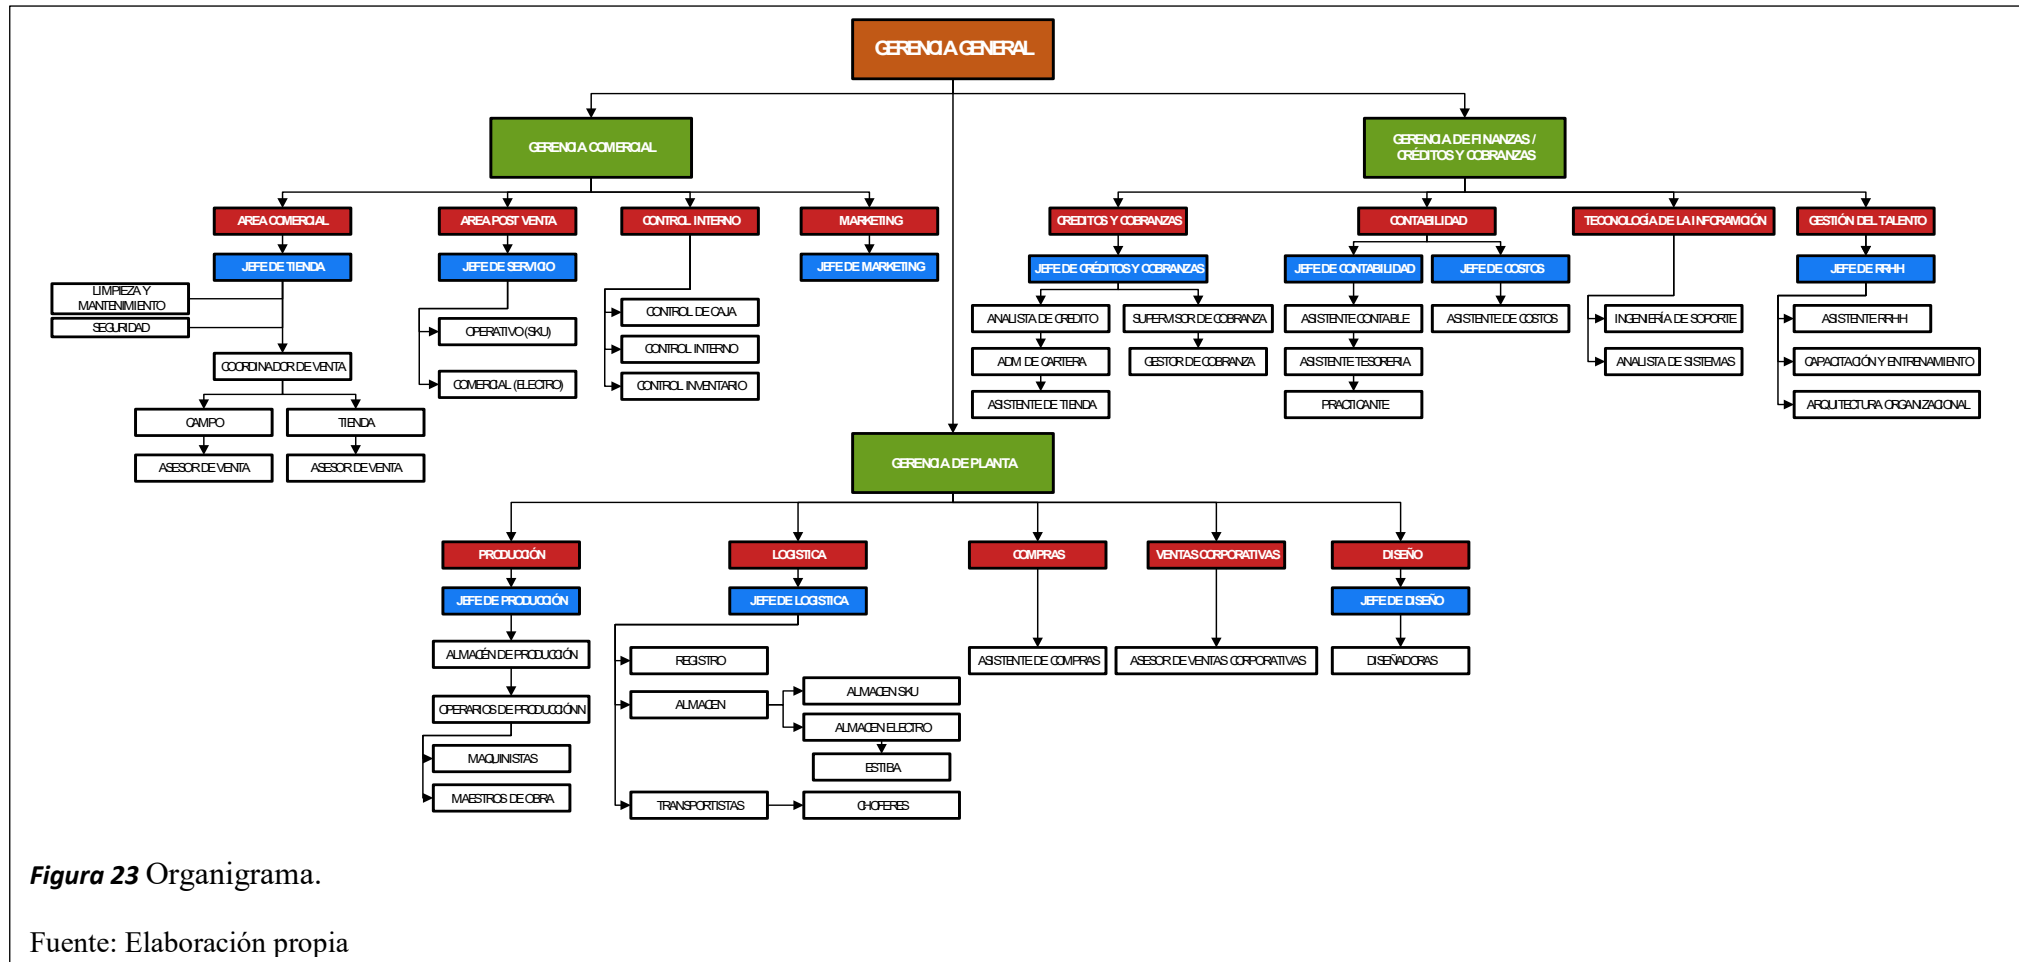 GERENCIA GENERAL
GERENCIA COMERCIAL
GERENCIA DE FINANZAS /
CRÉDITOS Y COBRANZAS
AREA COMERCIAL
AREA POST VENTA
CONTROL INTERNO
MARKETING
CREDITOS Y COBRANZAS
CONTABILIDAD
TECONOLOGÍA DE LA INFORAMCIÓN
GESTIÓN DEL TALENTO
JEFE DE TIENDA
JEFE DE SERVICIO
JEFE DE MARKETING
JEFE DE CRÉDITOS Y COBRANZAS
JEFE DE CONTABILIDAD
JEFE DE COSTOS
JEFE DE RRHH
LIMPIEZA Y
MANTENIMIENTO
SEGURIDAD
OPERATIVO (SKU)
CONTROL DE CAJA
ANALISTA DE CREDITO
SUPERVISOR DE COBRANZA
ASISTENTE CONTABLE
ASISTENTE DE COSTOS
INGENIERÍA DE SOPORTE
ASISTENTE RRHH
COORDINADOR DE VENTA
COMERCIAL (ELECTRO)
CONTROL INTERNO
CONTROL INVENTARIO
ADM DE CARTERA
GESTOR DE COBRANZA
ASISTENTE TESORERIA
ANALISTA DE SISTEMAS
CAPACITACIÓN Y ENTRENAMIENTO
ASISTENTE DE TIENDA
PRACTICANTE
ARQUITECTURA ORGANIZACIONAL
CAMPO
TIENDA
ASESOR DE VENTA
ASESOR DE VENTA
GERENCIA DE PLANTA
PRODUCCIÓN
LOGISTICA
COMPRAS
VENTAS CORPORATIVAS
DISEÑO
JEFE DE PRODUCCIÓN
JEFE DE LOGISTICA
JEFE DE DISEÑO
ALMACÉN DE PRODUCCIÓN
REGISTRO
ASISTENTE DE COMPRAS
ASESOR DE VENTAS CORPORATIVAS
DISEÑADORAS
OPERARIOS DE PRODUCCIÓNN
ALMACEN
ALMACEN SKU
ALMACEN ELECTRO
MAQUINISTAS
ESTIBA
MAESTROS DE OBRA
TRANSPORTISTAS
CHOFERES
Figura 23 Organigrama.
Fuente: Elaboración propia